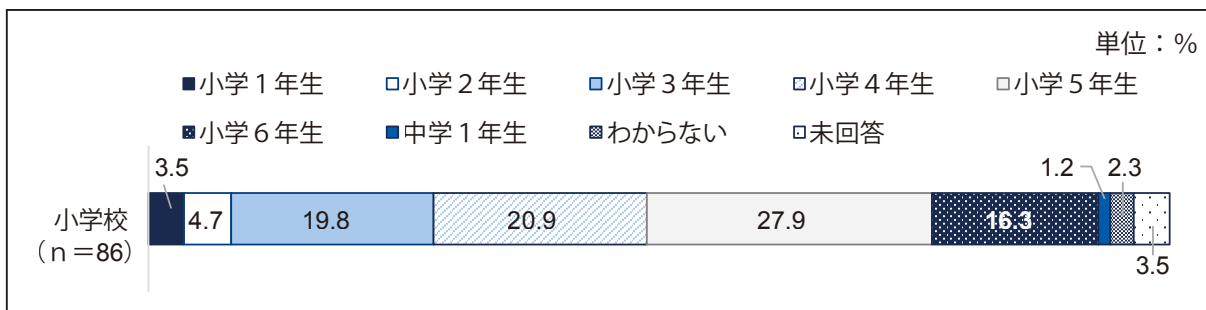 単位：％
小学１年生 小学２年生 小学３年生 小学４年生 小学５年生
小学６年生 中学１年生 わからない 未回答
3.5 1.2 2.3
小学校 4.7 19.8 20.9 27.9 16.3
（ｎ＝86） 3.5